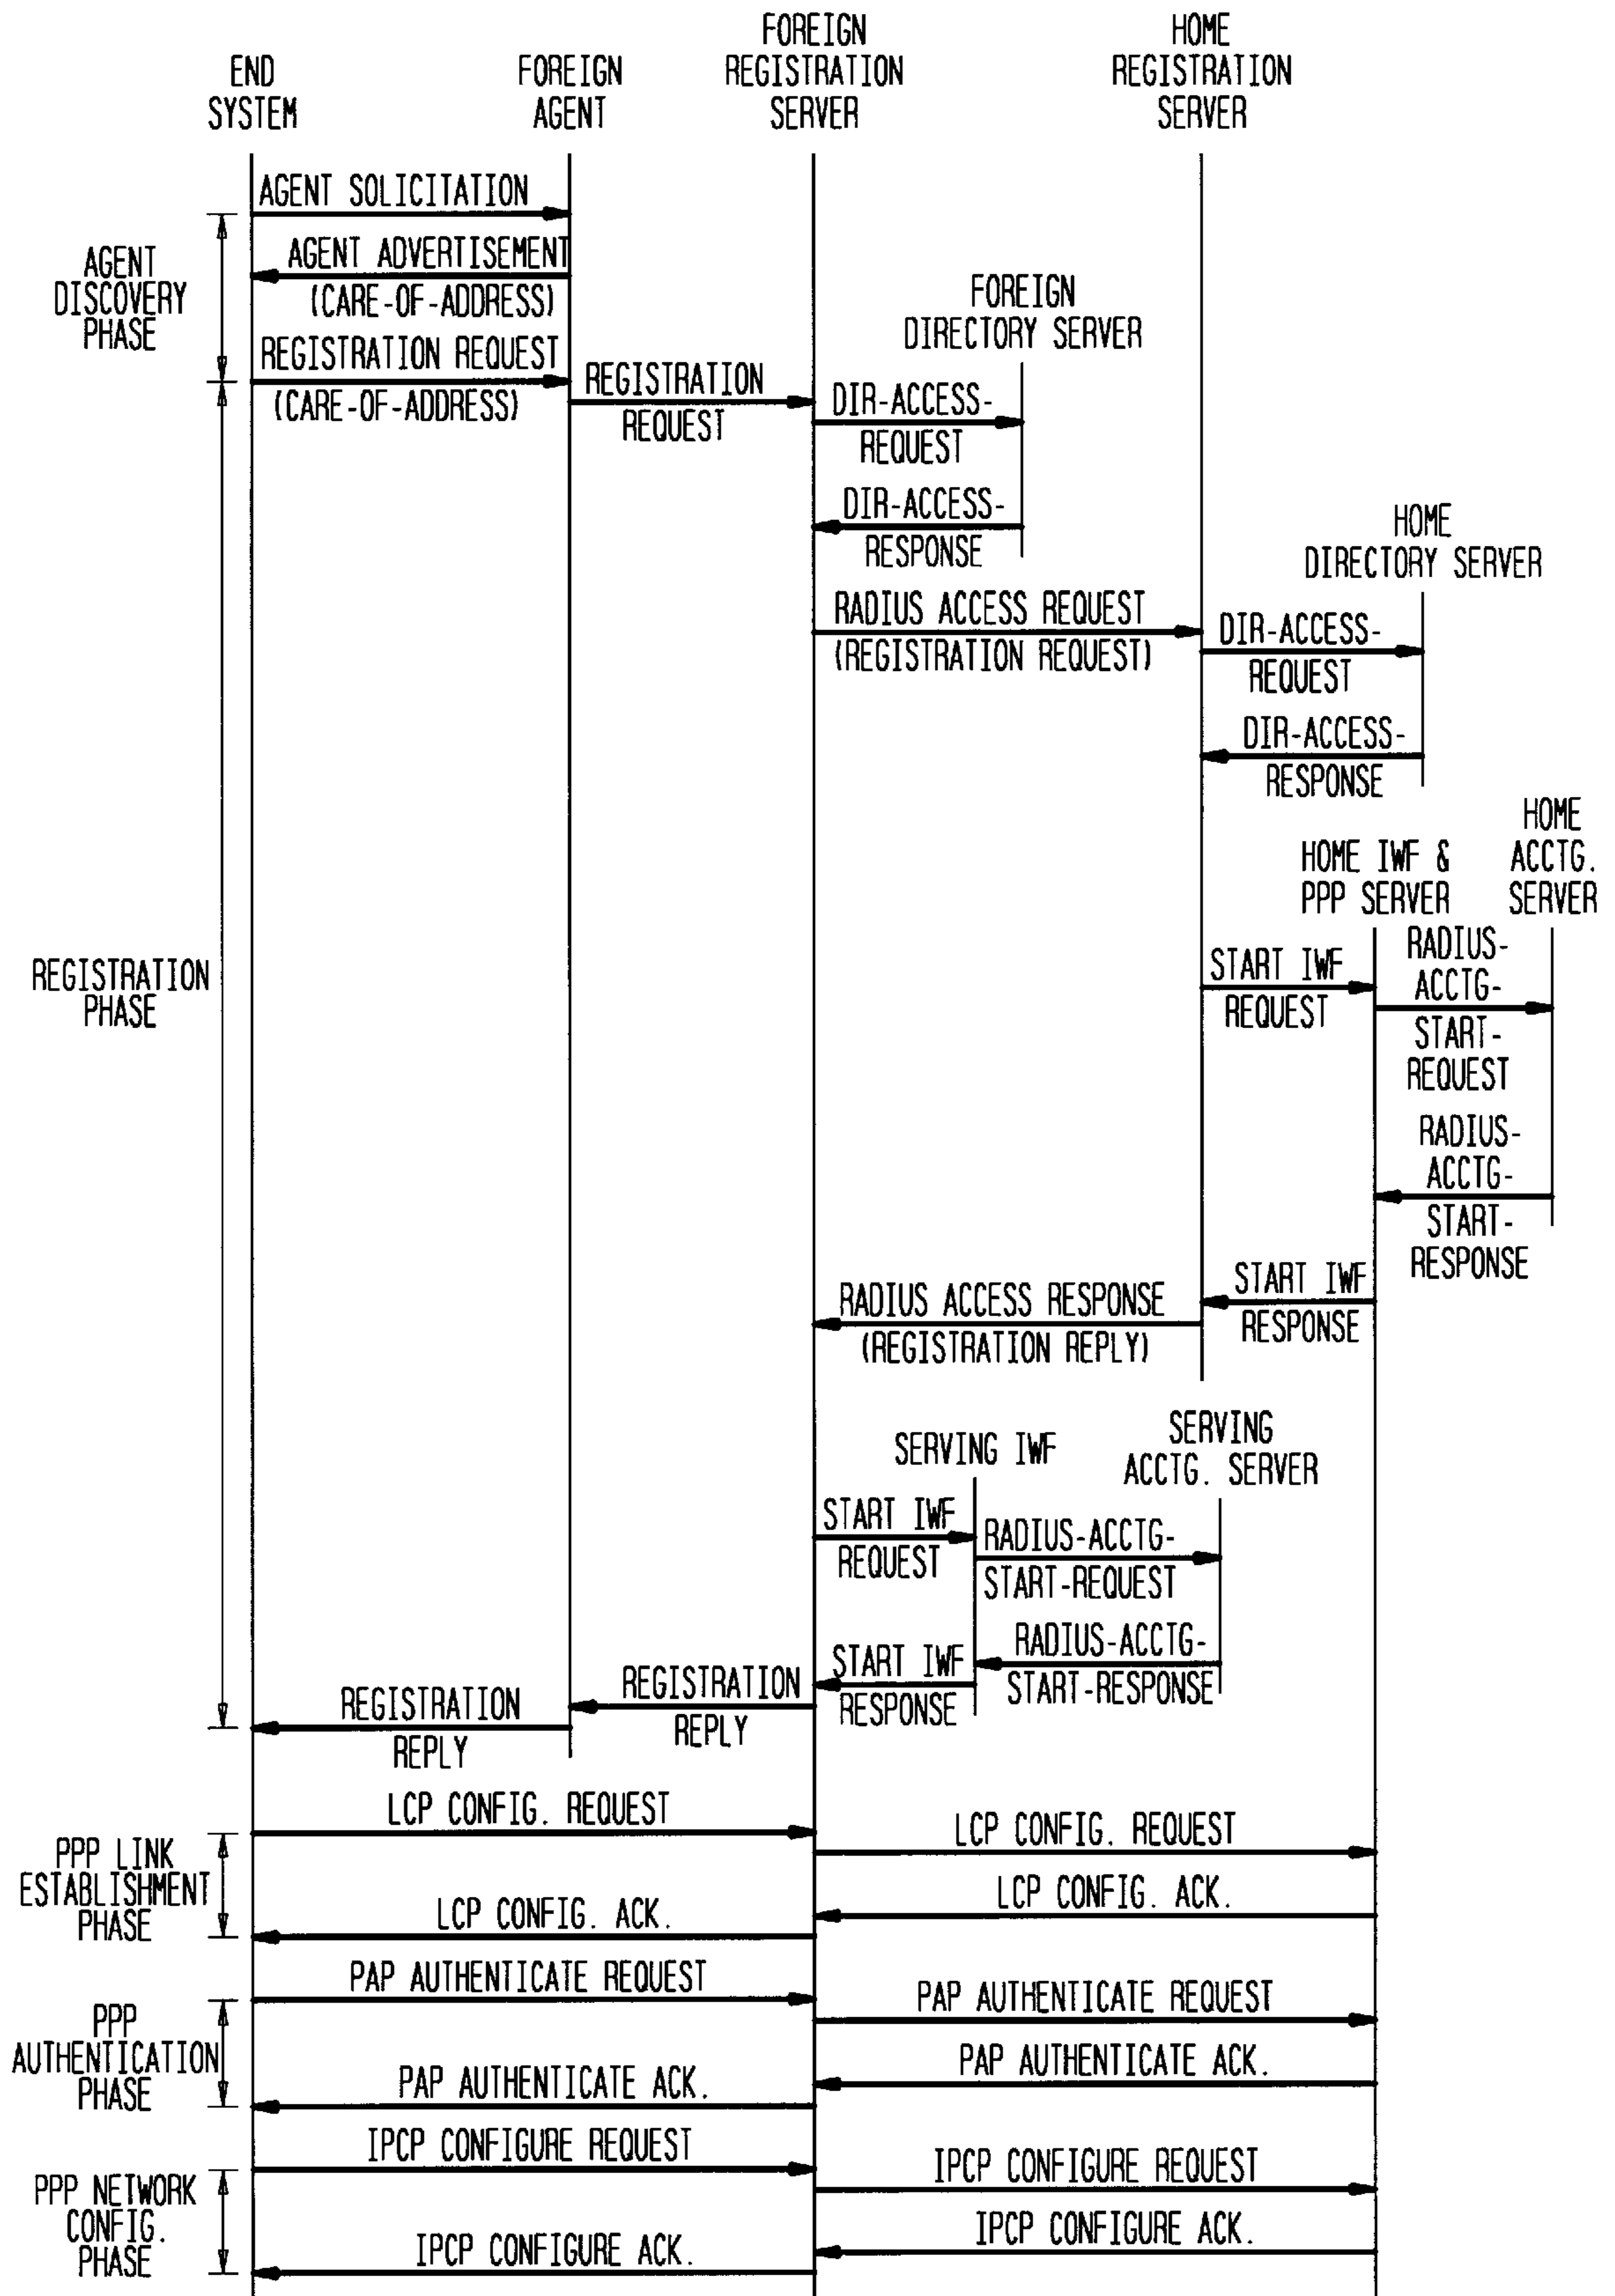 END
SYSTEM
FOREIGN
AGENT
FOREIGN
REGISTRATION
SERVER
HOME
REGISTRATION
SERVER
AGENT SOLICITATION
AGENT ADVERTISEMENT
(CARE-OF-ADDRESS)
AGENT
DISCOVERY
PHASE
REGISTRATION REQUEST
(CARE-OF-ADDRESS)
REGISTRATION
REQUEST
FOREIGN
DIRECTORY SERVER
DIR-ACCESS-
REQUEST
DIR-ACCESS-
RESPONSE
RADIUS ACCESS REQUEST
(REGISTRATION REQUEST)
HOME
DIRECTORY SERVER
DIR-ACCESS-
REQUEST
DIR-ACCESS-
RESPONSE
HOME IWF &
PPP SERVER
HOME
ACCTG.
SERVER
REGISTRATION
PHASE
START IWF
REQUEST
RADIUS-
ACCTG-
START-
REQUEST
RADIUS-
ACCTG-
START-
RESPONSE
START IWF
RESPONSE
RADIUS ACCESS RESPONSE
(REGISTRATION REPLY)
SERVING IWF
SERVING
ACCTG. SERVER
START IWF
REQUEST
RADIUS-ACCTG-
START-REQUEST
RADIUS-ACCTG-
START-RESPONSE
START IWF
RESPONSE
REGISTRATION
REPLY
REGISTRATION
REPLY
LCP CONFIG. REQUEST
LCP CONFIG. REQUEST
PPP LINK
ESTABLISHMENT
PHASE
LCP CONFIG. ACK.
LCP CONFIG. ACK.
PAP AUTHENTICATE REQUEST
PAP AUTHENTICATE REQUEST
PPP
AUTHENTICATION
PHASE
PAP AUTHENTICATE ACK.
PAP AUTHENTICATE ACK.
IPCP CONFIGURE REQUEST
IPCP CONFIGURE REQUEST
PPP NETWORK
CONFIG.
PHASE
IPCP CONFIGURE ACK.
IPCP CONFIGURE ACK.